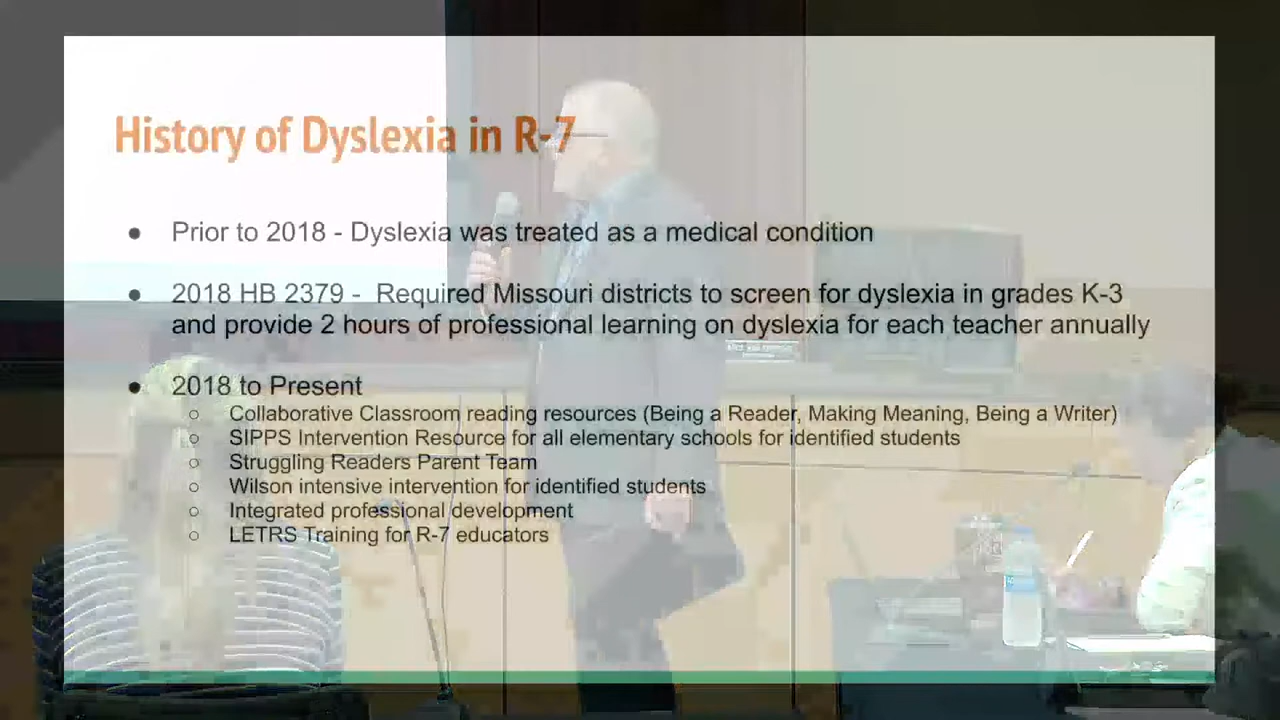 History of Dyslexia in R-7
● Prior to 2018 - Dyslexia was treated as a medical condition
● 2018 HB 2379 - Required Missouri districts to screen for dyslexia in grades K-3
and provide 2 hours of professional learning on dyslexia for each teacher annually
● 2018 to Present
○ Collaborative Classroom reading resources (Being a Reader, Making Meaning, Being a Writer)
○ SIPPS Intervention Resource for all elementary schools for identified students
○ Struggling Readers Parent Team
○ Wilson intensive intervention for identified students
○ Integrated professional development
○ LETRS Training for R-7 educators